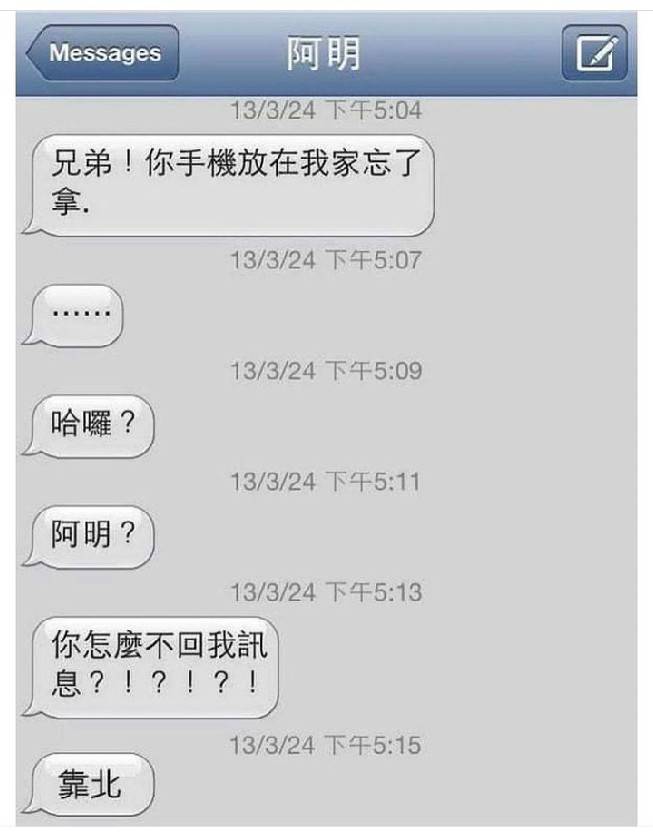 Messages
阿明
13/3/24 下午5:04
兄弟！你手機放在我家忘了
拿.
13/3/24 下午5:07
······
13/3/24 下午5:09
哈囉？
13/3/24 下午5:11
阿明？
13/3/24 下午5:13
你怎麼不回我訊
息？！？！？！
13/3/24 下午5:15
靠北